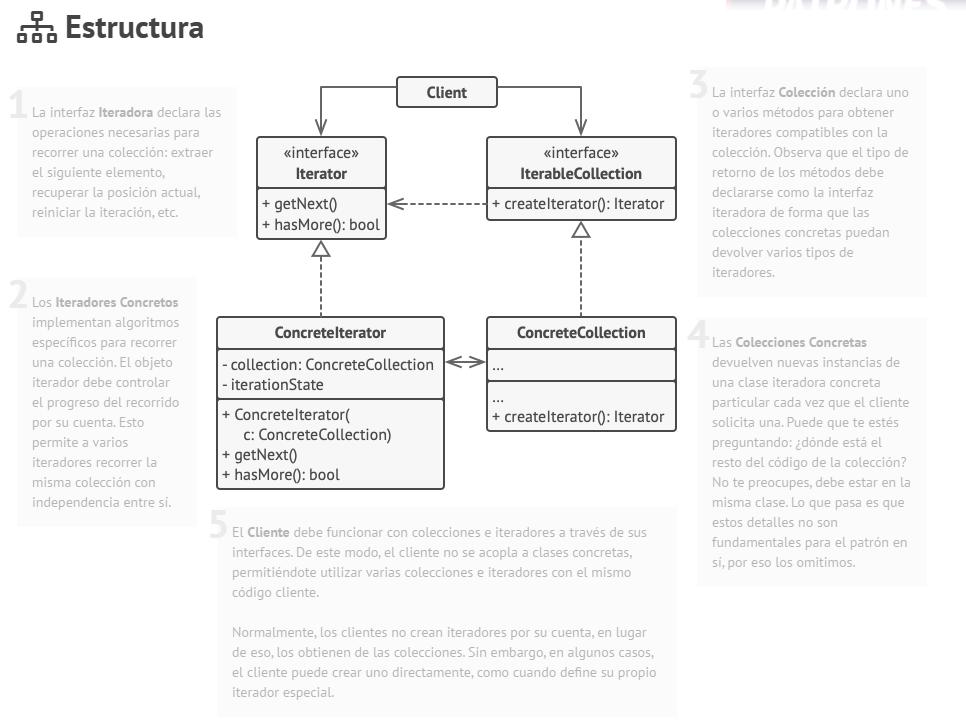 Estructura
1
La interfaz Iteradora declara las
operaciones necesarias para
recorrer una colección: extraer
el siguiente elemento,
recuperar la posición actual,
reiniciar la iteración, etc.
2
Los Iteradores Concretos
implementan algoritmos
específicos para recorrer
una colección. El objeto
iterador debe controlar
el progreso del recorrido
por su cuenta. Esto
permite a varios
iteradores recorrer la
misma colección con
independencia entre sí.
Client
«interface»
Iterator
+ getNext()
+ hasMore(): bool
«interface»
IterableCollection
+ createIterator(): Iterator
ConcreteIterator
- collection: ConcreteCollection
- iterationState
+ ConcreteIterator(
c: ConcreteCollection)
+ getNext()
+ hasMore(): bool
ConcreteCollection
...
...
+ createIterator(): Iterator
3
La interfaz Colección declara uno
o varios métodos para obtener
iteradores compatibles con la
colección. Observa que el tipo de
retorno de los métodos debe
declararse como la interfaz
iteradora de forma que las
colecciones concretas puedan
devolver varios tipos de
iteradores.
4
Las Colecciones Concretas
devuelven nuevas instancias de
una clase iteradora concreta
particular cada vez que el cliente
solicita una. Puede que te estés
preguntando: ¿dónde está el
resto del código de la colección?
No te preocupes, debe estar en la
misma clase. Lo que pasa es que
estos detalles no son
fundamentales para el patrón en
sí, por eso los omitimos.
5
El Cliente debe funcionar con colecciones e iteradores a través de sus
interfaces. De este modo, el cliente no se acopla a clases concretas,
permitiéndote utilizar varias colecciones e iteradores con el mismo
código cliente.
Normalmente, los clientes no crean iteradores por su cuenta, en lugar
de eso, los obtienen de las colecciones. Sin embargo, en algunos casos,
el cliente puede crear uno directamente, como cuando define su propio
iterador especial.